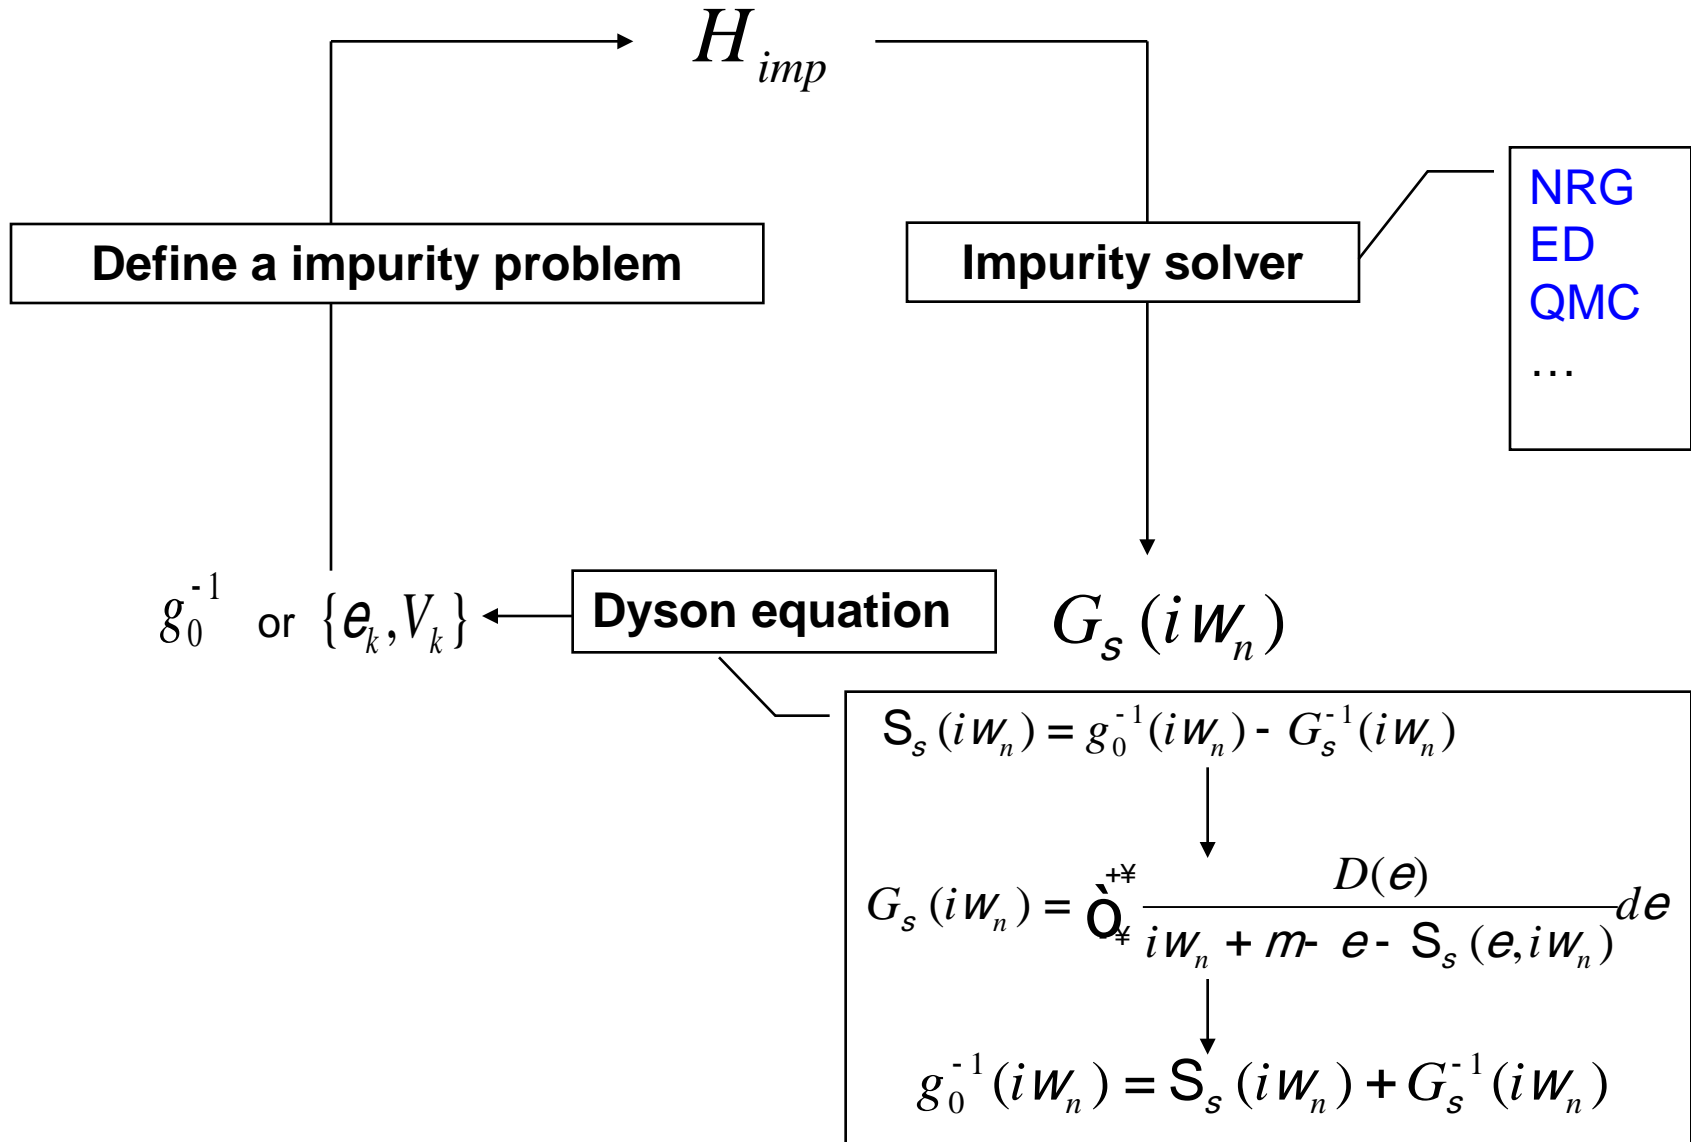 H_imp
Define a impurity problem
Impurity solver
NRG
ED
QMC
…
g_0^-1 or {e_k,V_k}
Dyson equation
G_s (iw_n)
S_s (iw_n) = g_0^-1(iw_n) - G_s^-1(iw_n)
G_s (iw_n) = ò_-¥^+¥ D(e) / (iw_n + m - e - S_s (e,iw_n)) de
g_0^-1(iw_n) = S_s (iw_n) + G_s^-1(iw_n)